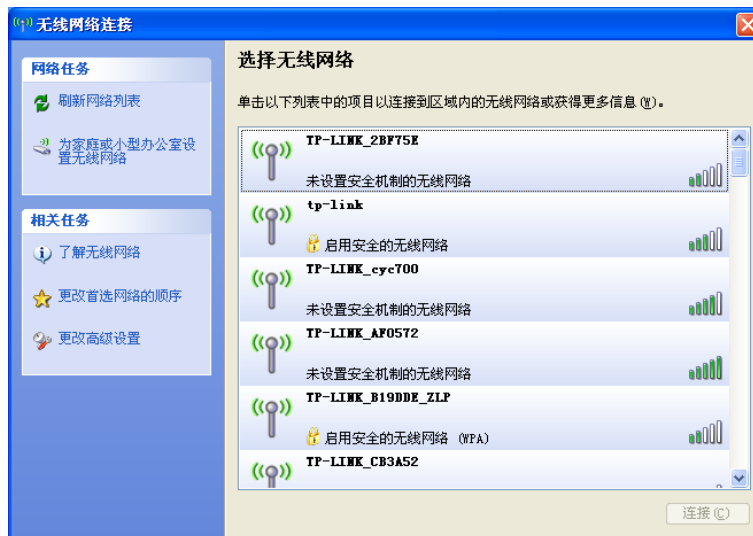 无线网络连接
网络任务
刷新网络列表
为家庭或小型办公室设
置无线网络
相关任务
了解无线网络
更改首选网络的顺序
更改高级设置
选择无线网络
单击以下列表中的项目以连接到区域内的无线网络或获得更多信息(W)。
TP-LINK_2BF75E
未设置安全机制的无线网络
tp-link
启用安全的无线网络
TP-LINK_cyc700
未设置安全机制的无线网络
TP-LINK_AF0572
未设置安全机制的无线网络
TP-LINK_B19DDE_ZLP
启用安全的无线网络 (WPA)
TP-LINK_CB3A52
连接(C)